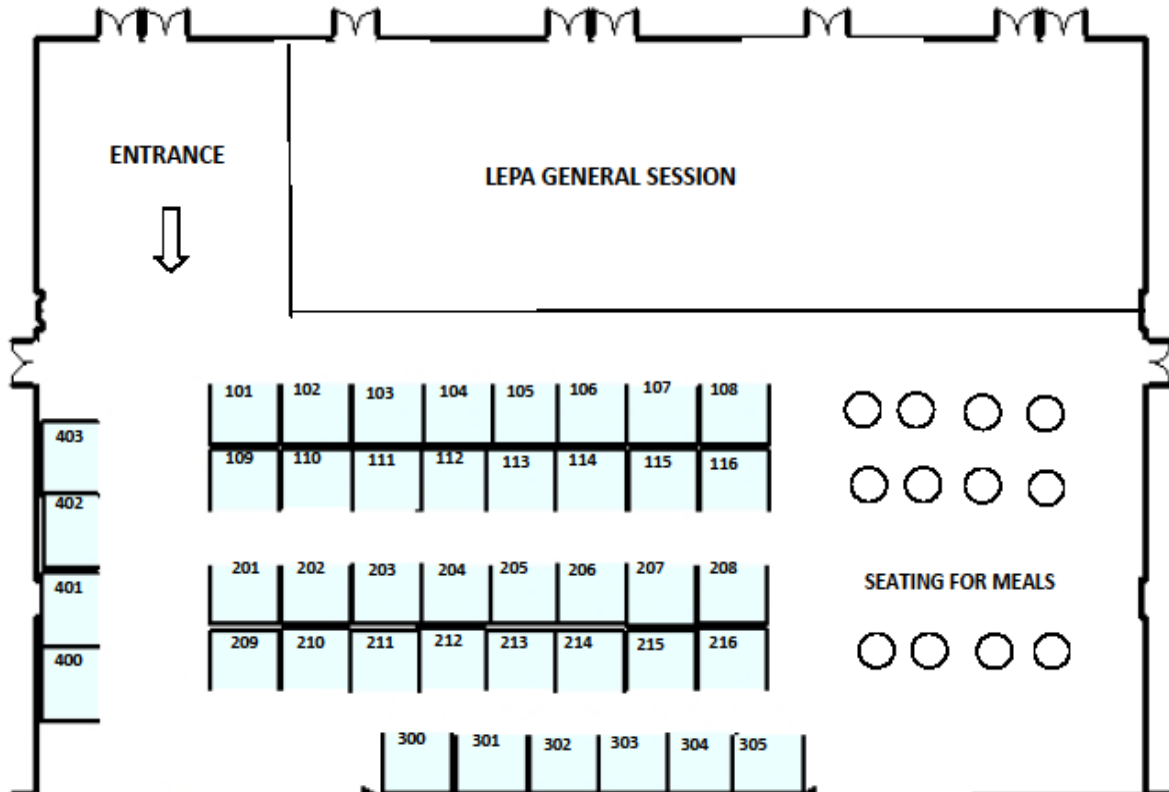 ENTRANCE
LEPA GENERAL SESSION
101 102 103 104 105 106 107 108
403
109 110 111 112 113 114 115 116
402
201 202 203 204 205 206 207 208
SEATING FOR MEALS
401
209 210 211 212 213 214 215 216
400
300 301 302 303 304 305